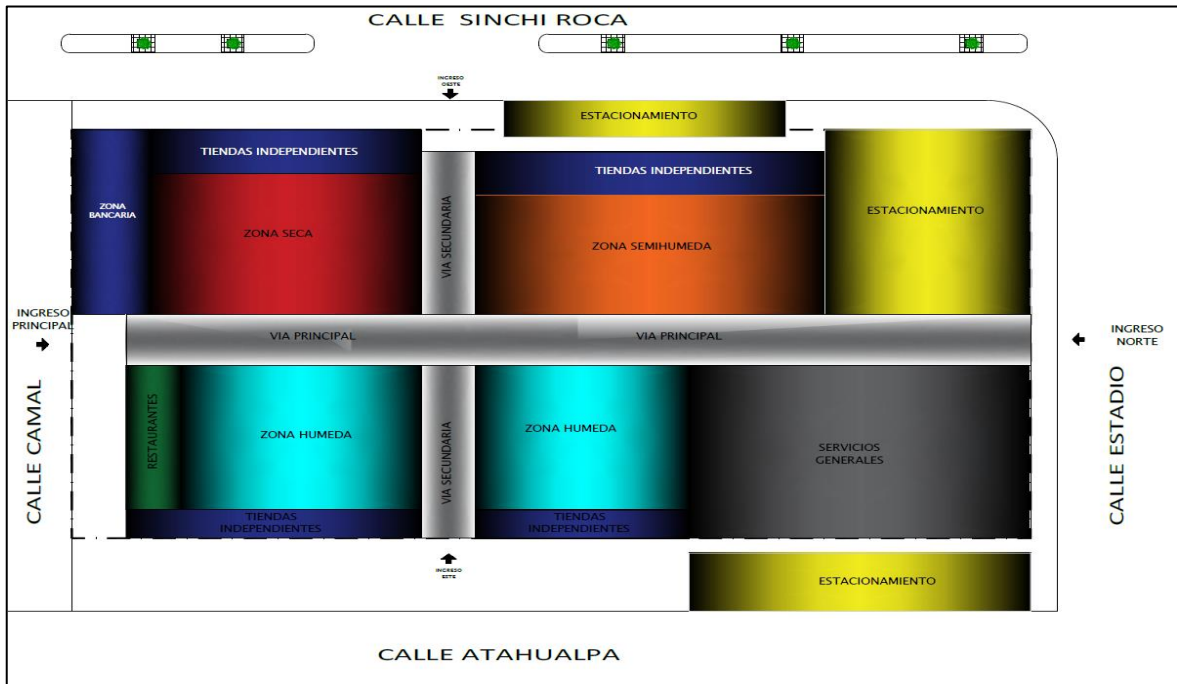 CALLE SINCHI ROCA
INGRESO
OESTE
ESTACIONAMIENTO
TIENDAS INDEPENDIENTES
TIENDAS INDEPENDIENTES
ZONA
BANCARIA
ZONA SECA
VIA SECUNDARIA
ZONA SEMIHUMEDA
ESTACIONAMIENTO
INGRESO
PRINCIPAL
VIA PRINCIPAL
VIA PRINCIPAL
INGRESO
NORTE
CALLE CAMAL
RESTAURANTES
ZONA HUMEDA
VIA SECUNDARIA
ZONA HUMEDA
SERVICIOS
GENERALES
CALLE ESTADIO
TIENDAS
INDEPENDIENTES
TIENDAS
INDEPENDIENTES
INGRESO
ESTE
ESTACIONAMIENTO
CALLE ATAHUALPA